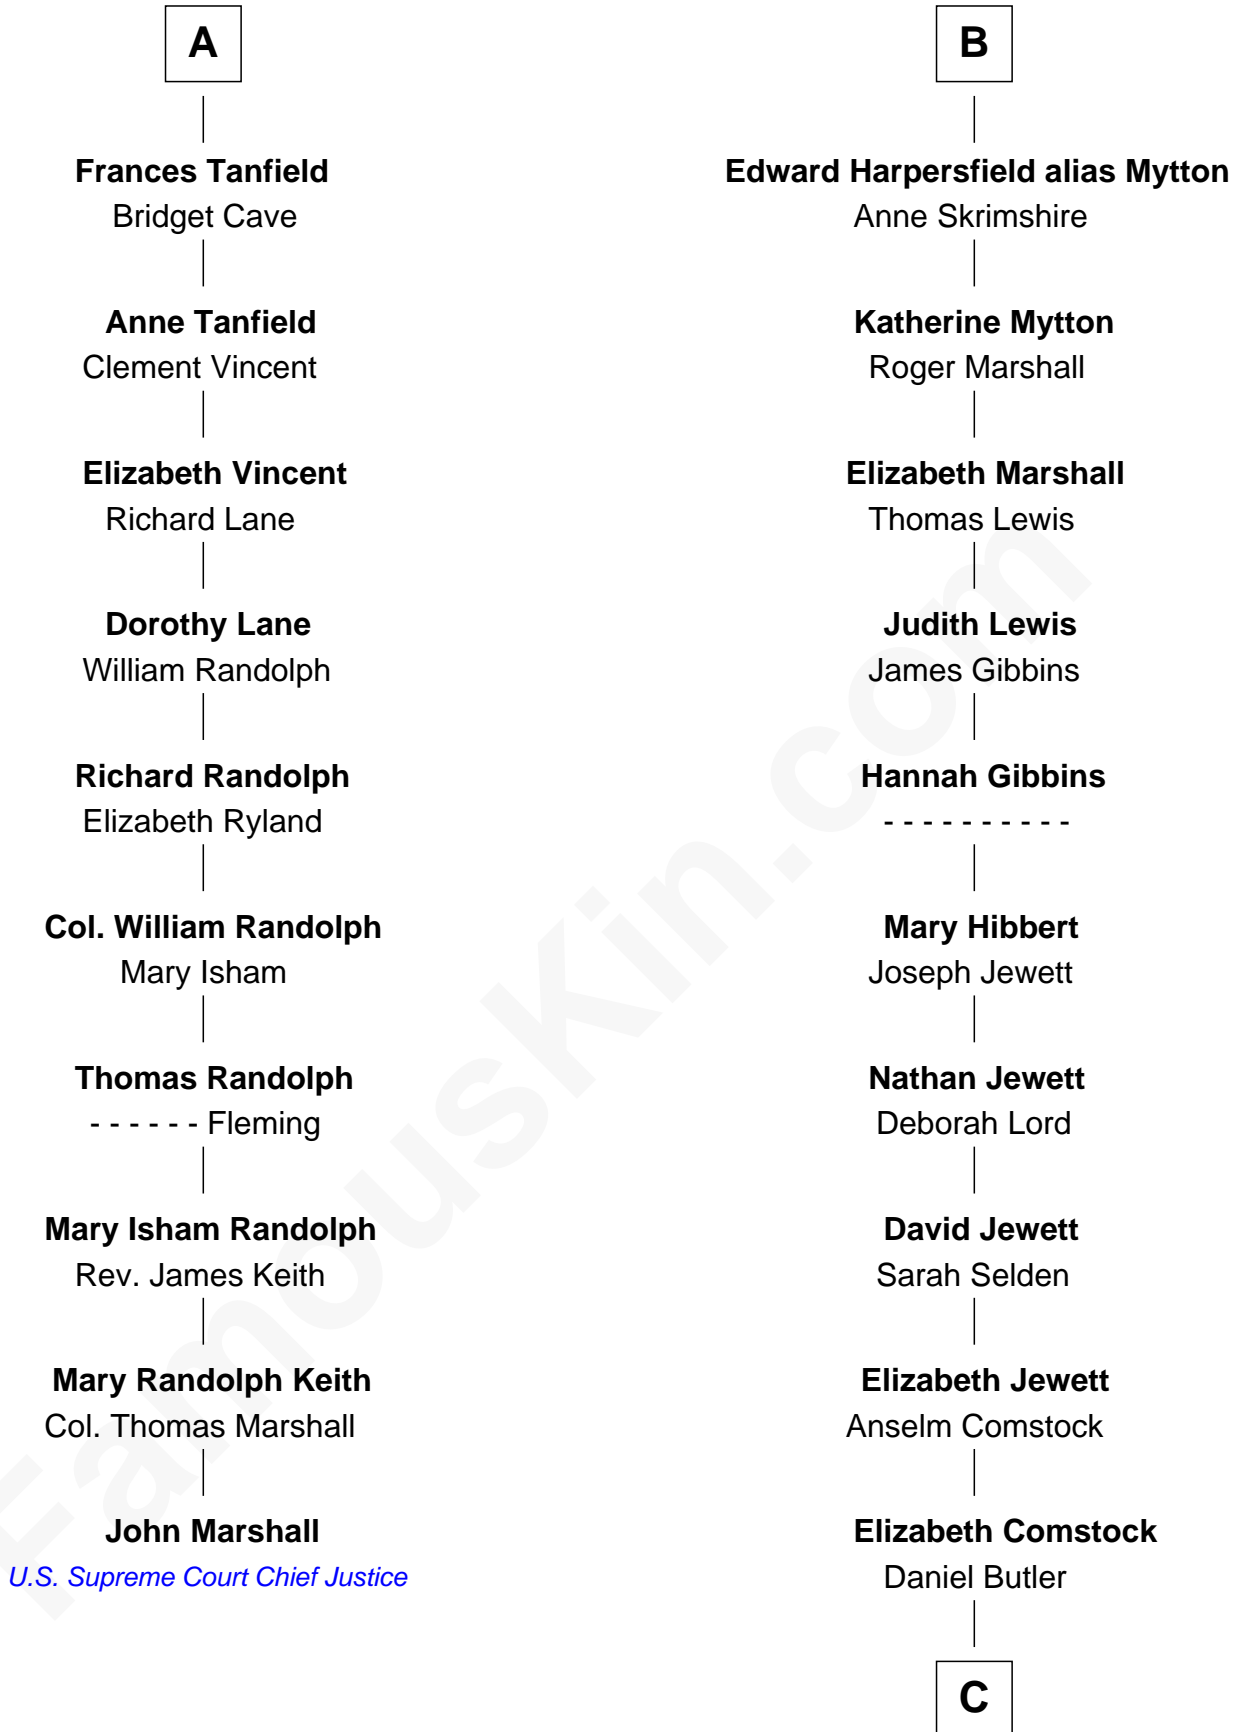 A
Frances Tanfield
Bridget Cave
Anne Tanfield
Clement Vincent
Elizabeth Vincent
Richard Lane
Dorothy Lane
William Randolph
Richard Randolph
Elizabeth Ryland
Col. William Randolph
Mary Isham
Thomas Randolph
- - - - - - Fleming
Mary Isham Randolph
Rev. James Keith
Mary Randolph Keith
Col. Thomas Marshall
John Marshall
U.S. Supreme Court Chief Justice
B
Edward Harpersfield alias Mytton
Anne Skrimshire
Katherine Mytton
Roger Marshall
Elizabeth Marshall
Thomas Lewis
Judith Lewis
James Gibbins
Hannah Gibbins
- - - - - - - - - -
Mary Hibbert
Joseph Jewett
Nathan Jewett
Deborah Lord
David Jewett
Sarah Selden
Elizabeth Jewett
Anselm Comstock
Elizabeth Comstock
Daniel Butler
C
FamousKin.com